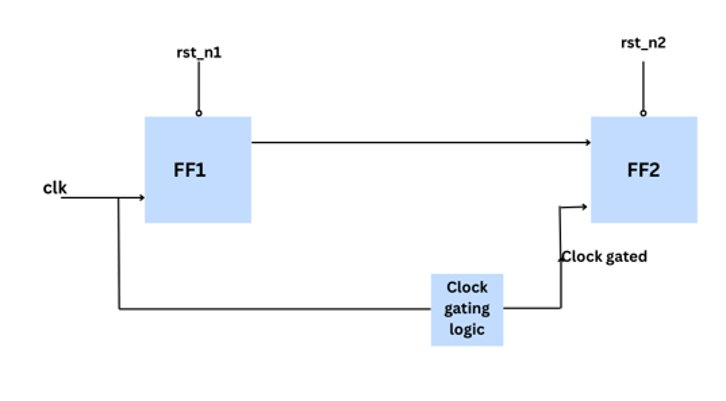 rst_n1
rst_n2
FF1
FF2
clk
Clock gated
Clock
gating
logic